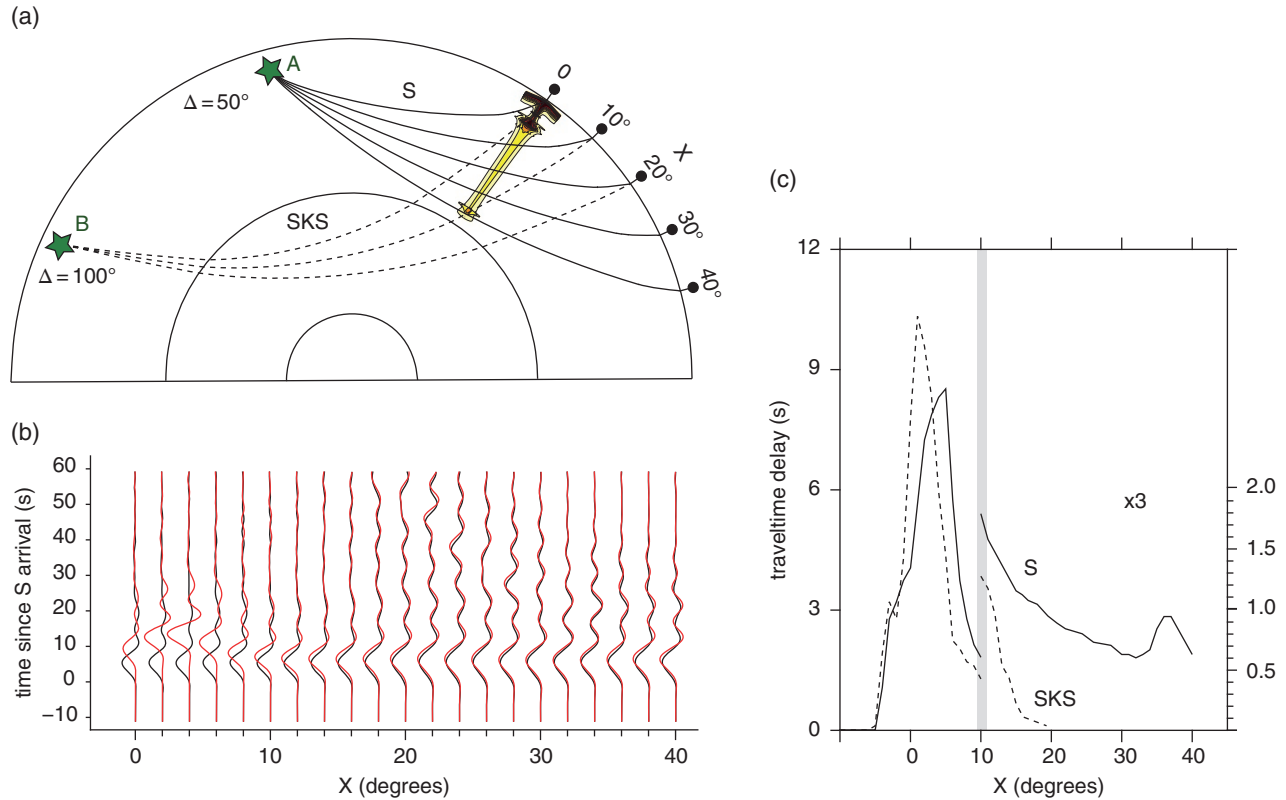 (a)
A
S
0
10°
20°
X
30°
40°
Δ = 50°
B
SKS
Δ = 100°
(b)
time since S arrival (s)
60
50
40
30
20
10
0
−10
0
10
20
30
40
X (degrees)
(c)
traveltime delay (s)
12
9
6
3
0
x3
S
SKS
2.0
1.5
1.0
0.5
0
10
20
30
40
X (degrees)